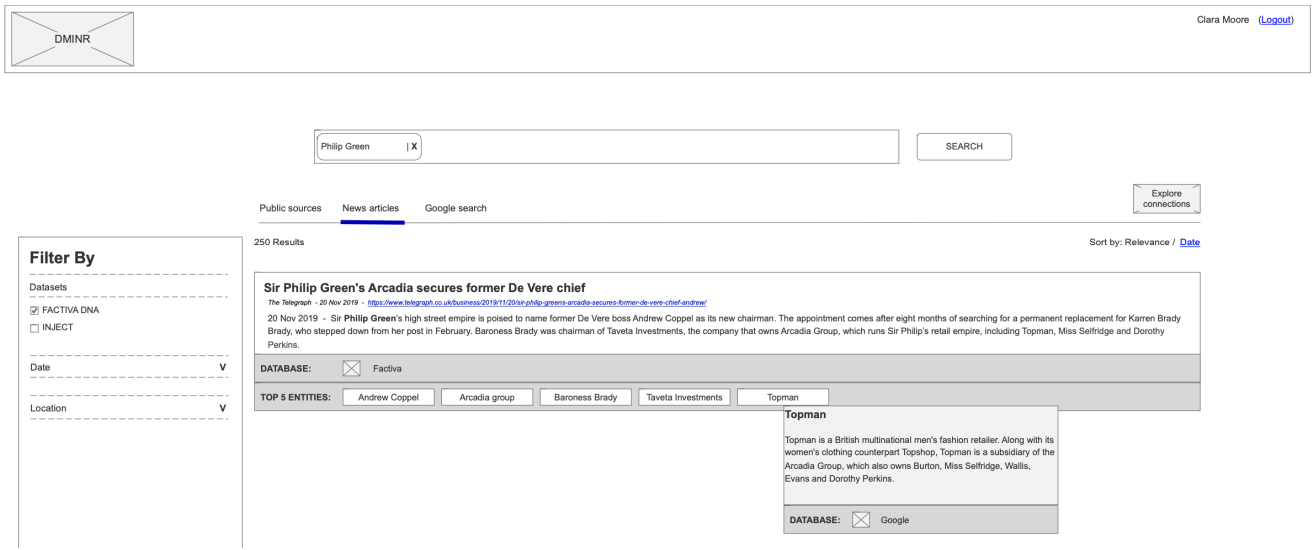 DMINR
Clara Moore (Logout)
Philip Green | X
SEARCH
Public sources News articles Google search
Explore
connections
Filter By
Datasets
FACTIVA DNA
INJECT
Date V
Location V
250 Results
Sort by: Relevance / Date
Sir Philip Green's Arcadia secures former De Vere chief
The Telegraph - 20 Nov 2019 - https://www.telegraph.co.uk/business/2019/11/20/sir-philip-greens-arcadia-secures-former-de-vere-chief-andrew/
20 Nov 2019 - Sir Philip Green's high street empire is poised to name former De Vere boss Andrew Coppel as its new chairman. The appointment comes after eight months of searching for a permanent replacement for Karren Brady
Brady, who stepped down from her post in February. Baroness Brady was chairman of Taveta Investments, the company that owns Arcadia Group, which runs Sir Philip's retail empire, including Topman, Miss Selfridge and Dorothy
Perkins.
DATABASE: Factiva
TOP 5 ENTITIES: Andrew Coppel Arcadia group Baroness Brady Taveta Investments Topman
Topman
Topman is a British multinational men's fashion retailer. Along with its
women's clothing counterpart Topshop, Topman is a subsidiary of the
Arcadia Group, which also owns Burton, Miss Selfridge, Wallis,
Evans and Dorothy Perkins.
DATABASE: Google